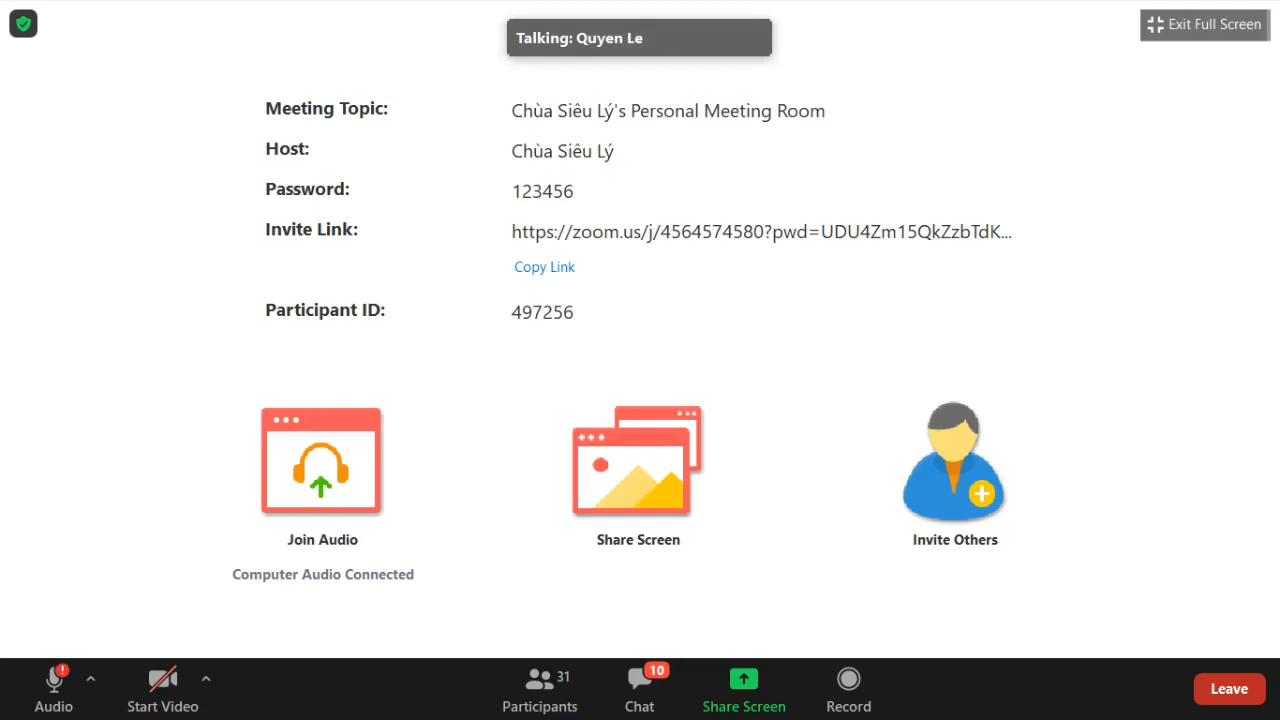 Talking: Quyen Le
Exit Full Screen
Meeting Topic: Chùa Siêu Lý's Personal Meeting Room
Host: Chùa Siêu Lý
Password: 123456
Invite Link: https://zoom.us/j/4564574580?pwd=UDU4Zm15QkZzbTdK...
Copy Link
Participant ID: 497256
Join Audio Share Screen Invite Others
Computer Audio Connected
31 10
Audio Start Video Participants Chat Share Screen Record Leave